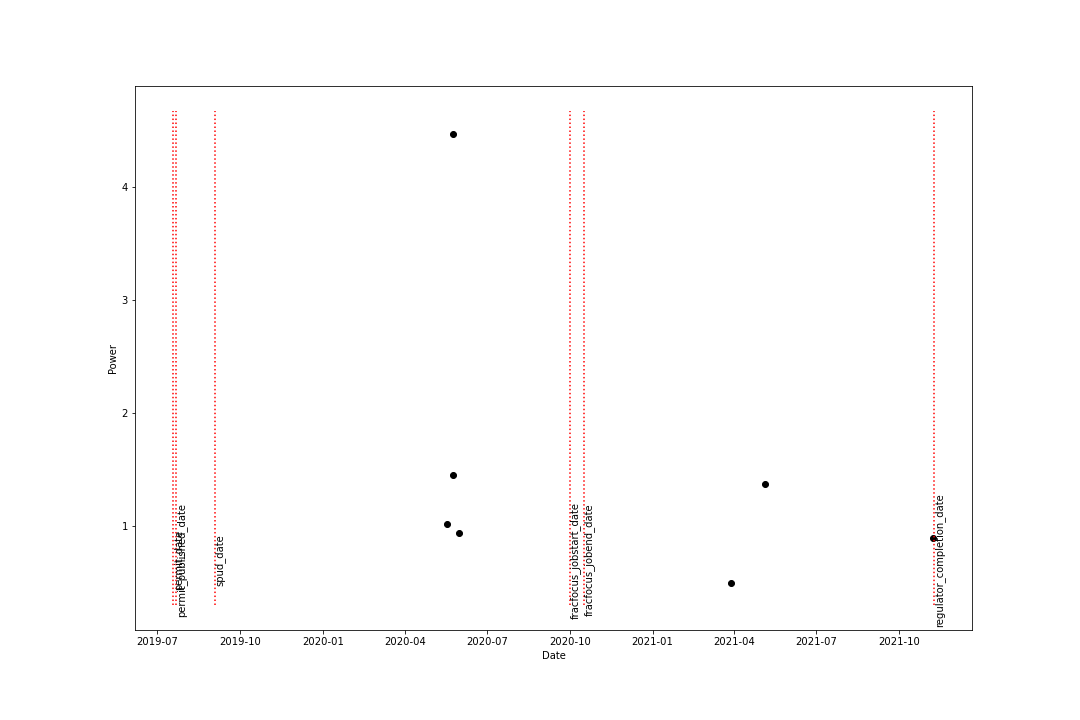 4
3
2
1
Power
permit_date
permit_published_date
spud_date
fracfocus_jobstart_date
fracfocus_jobend_date
regulator_completion_date
2019-07
2019-10
2020-01
2020-04
2020-07
2020-10
2021-01
2021-04
2021-07
2021-10
Date